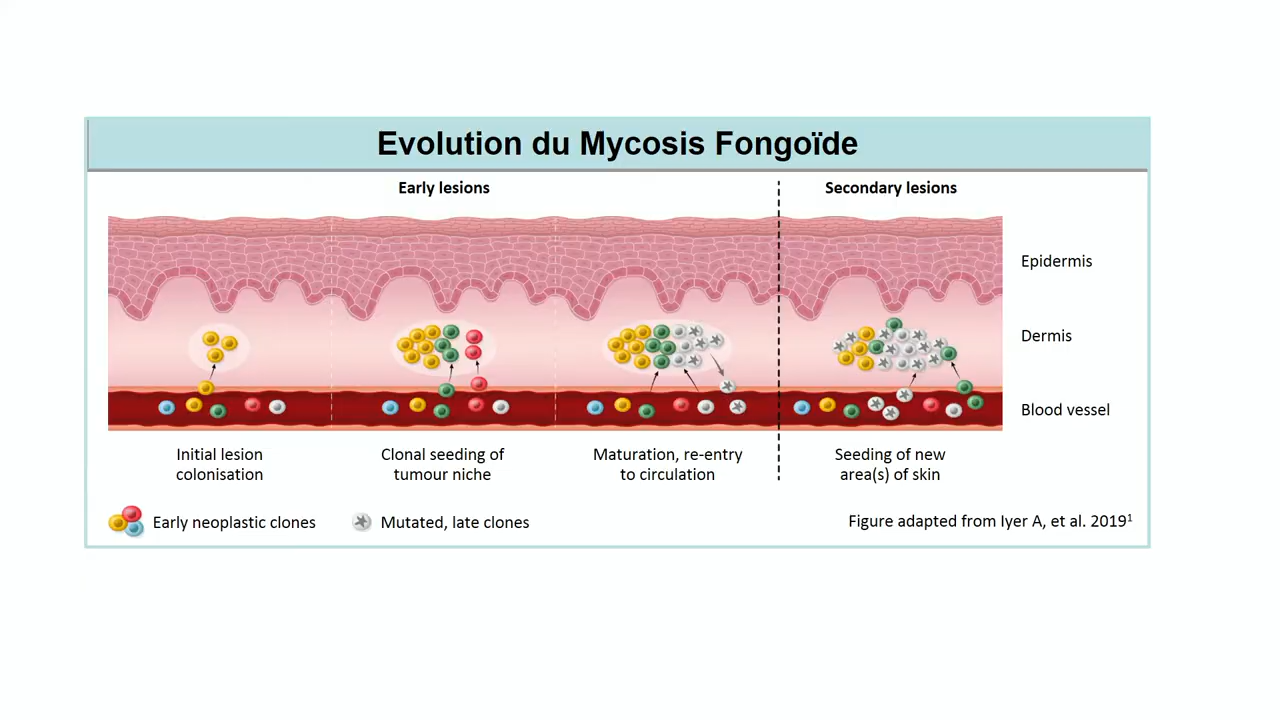 Evolution du Mycosis Fongoïde
Early lesions
Secondary lesions
Epidermis
Dermis
Blood vessel
Initial lesion
colonisation
Clonal seeding of
tumour niche
Maturation, re-entry
to circulation
Seeding of new
area(s) of skin
Early neoplastic clones
Mutated, late clones
Figure adapted from Iyer A, et al. 2019¹